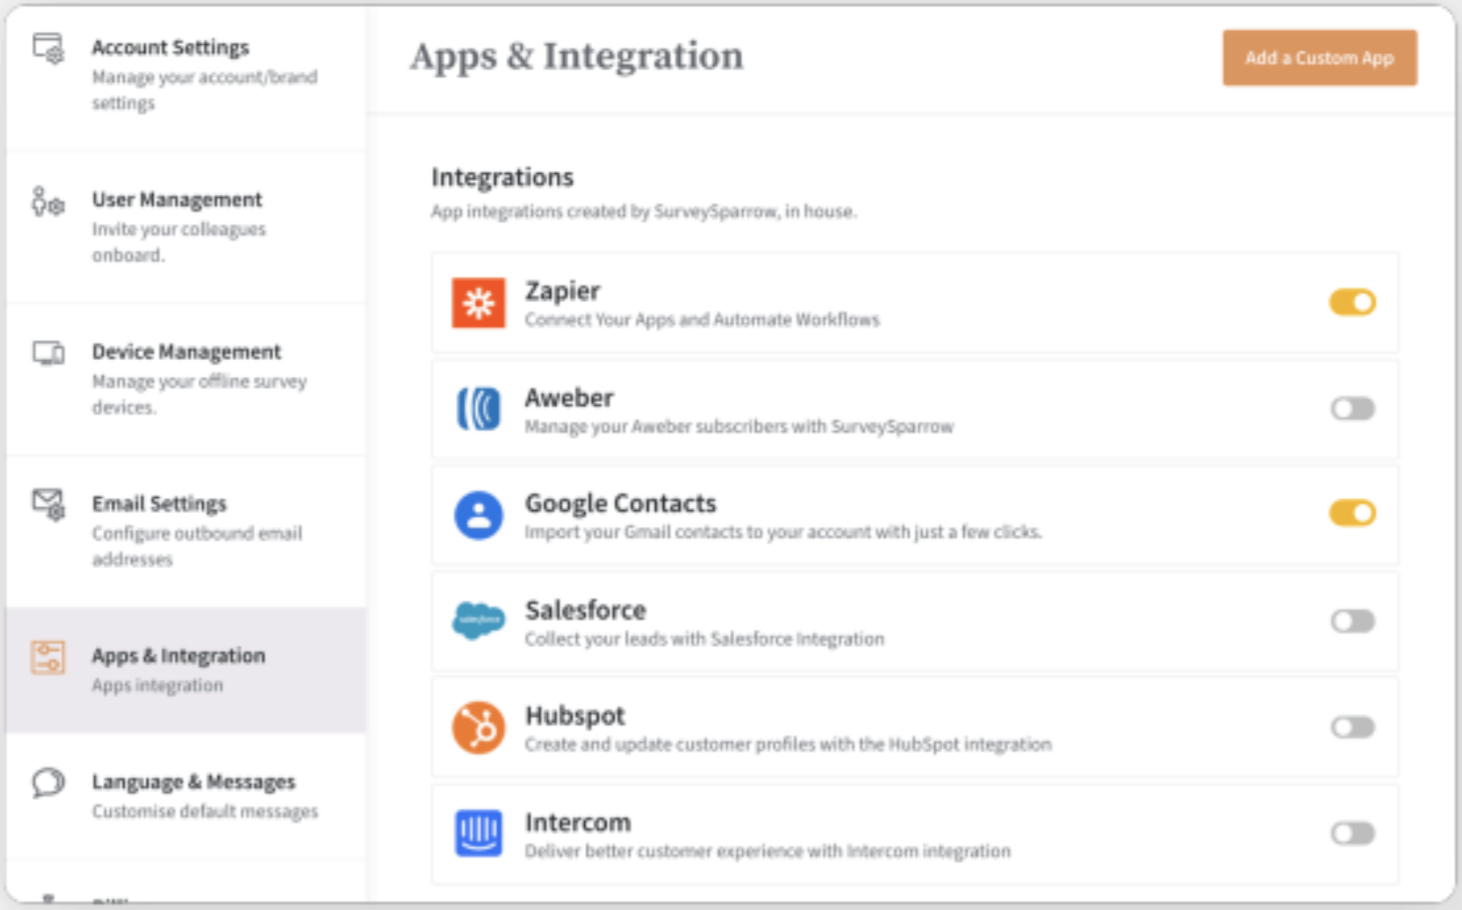 Account Settings
Manage your account/brand
settings
User Management
Invite your colleagues
onboard.
Device Management
Manage your offline survey
devices.
Email Settings
Configure outbound email
addresses
Apps & Integration
Apps integration
Language & Messages
Customise default messages
Apps & Integration
Add a Custom App
Integrations
App integrations created by SurveySparrow, in house.
Zapier
Connect Your Apps and Automate Workflows
Aweber
Manage your Aweber subscribers with SurveySparrow
Google Contacts
Import your Gmail contacts to your account with just a few clicks.
salesforce
Salesforce
Collect your leads with Salesforce Integration
Hubspot
Create and update customer profiles with the HubSpot integration
Intercom
Deliver better customer experience with Intercom integration